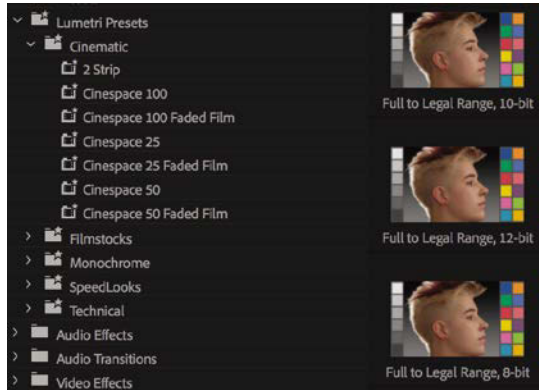 Lumetri Presets
Cinematic
2 Strip
Cinespace 100
Cinespace 100 Faded Film
Cinespace 25
Cinespace 25 Faded Film
Cinespace 50
Cinespace 50 Faded Film
Filmstocks
Monochrome
SpeedLooks
Technical
Audio Effects
Audio Transitions
Video Effects
Full to Legal Range, 10-bit
Full to Legal Range, 12-bit
Full to Legal Range, 8-bit